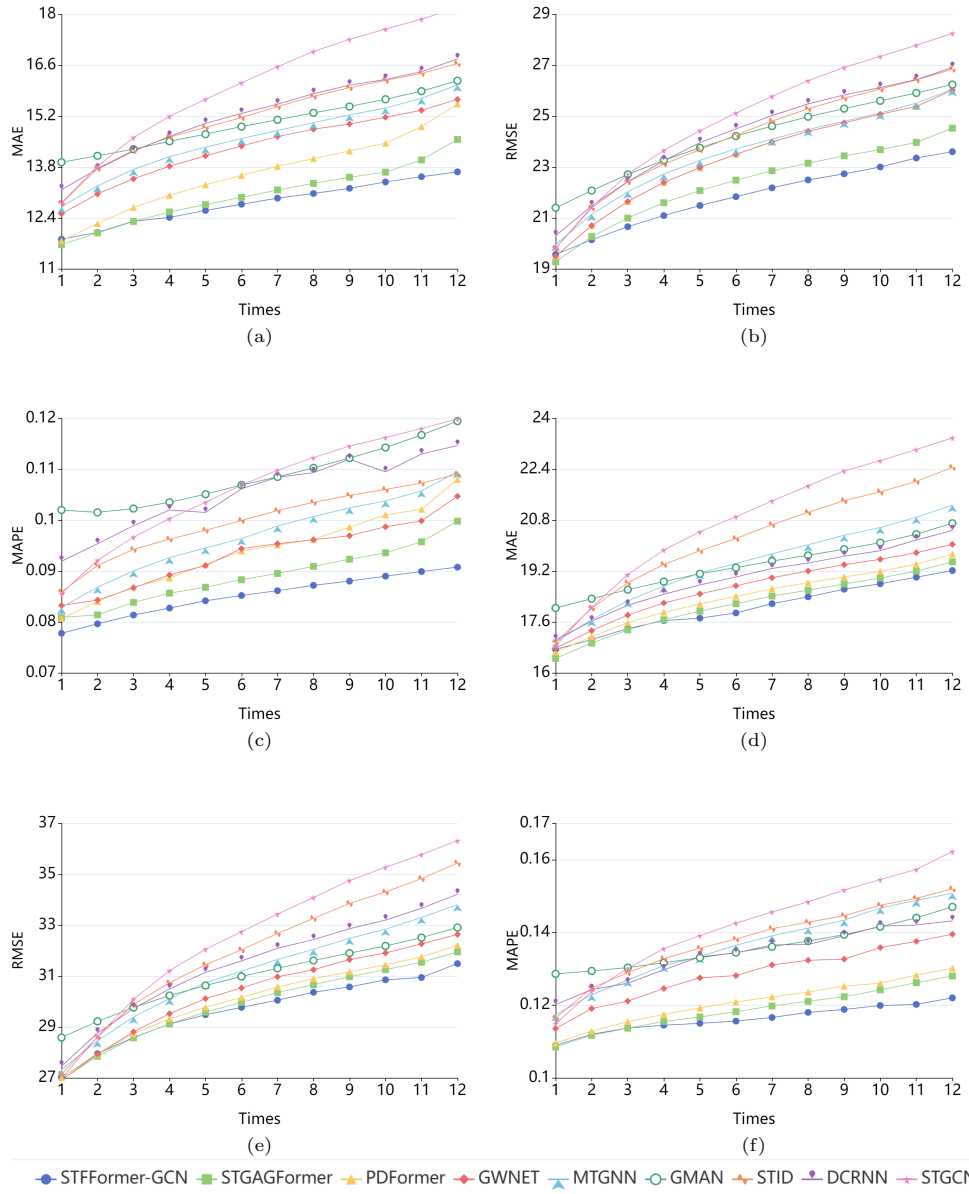 18
16.6
15.2
13.8
12.4
11
MAE
1 2 3 4 5 6 7 8 9 10 11 12
Times
(a)
29
27
25
23
21
19
RMSE
1 2 3 4 5 6 7 8 9 10 11 12
Times
(b)
0.12
0.11
0.1
0.09
0.08
0.07
MAPE
1 2 3 4 5 6 7 8 9 10 11 12
Times
(c)
24
22.4
20.8
19.2
17.6
16
MAE
1 2 3 4 5 6 7 8 9 10 11 12
Times
(d)
37
35
33
31
29
27
RMSE
1 2 3 4 5 6 7 8 9 10 11 12
Times
(e)
0.17
0.16
0.14
0.12
0.1
MAPE
1 2 3 4 5 6 7 8 9 10 11 12
Times
(f)
STFFormer-GCN STGAGFormer PDFormer GWNET MTGNN GMAN STID DCRNN STGCN